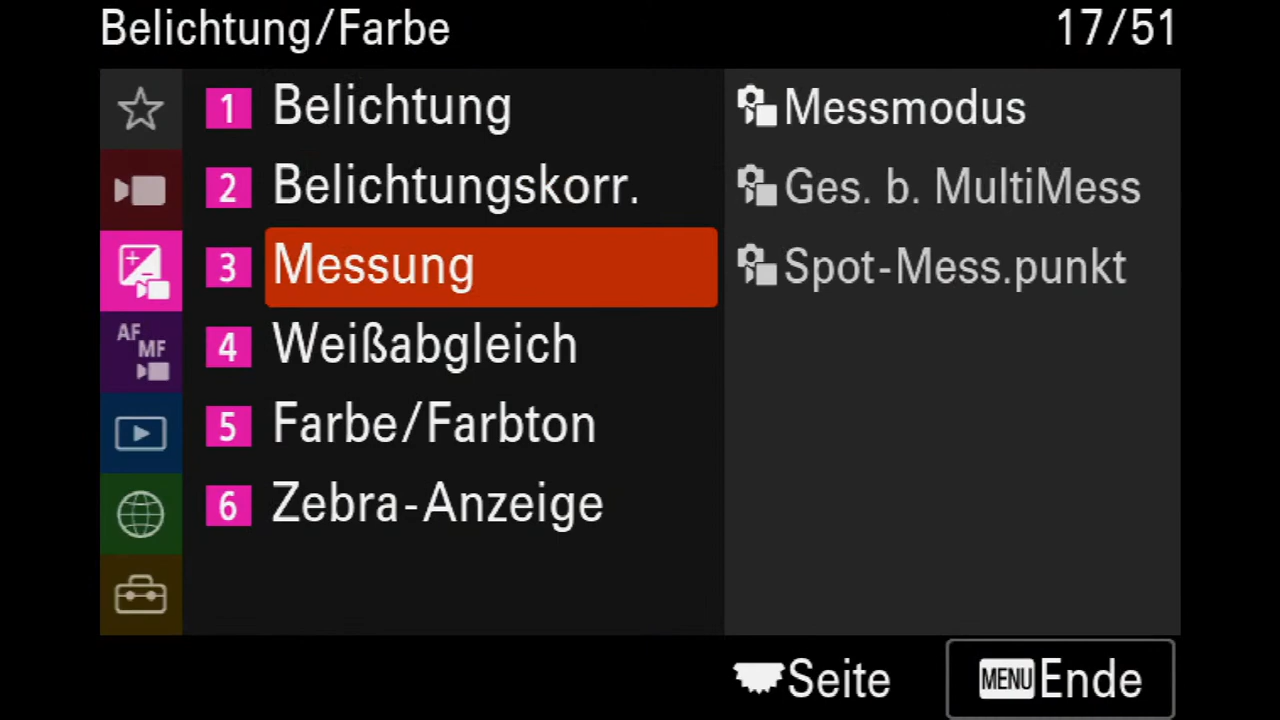 Belichtung/Farbe 17/51
1 Belichtung
2 Belichtungskorr.
3 Messung
4 Weißabgleich
5 Farbe/Farbton
6 Zebra-Anzeige
AF MF
Messmodus
Ges. b. MultiMess
Spot-Mess.punkt
Seite MENU Ende